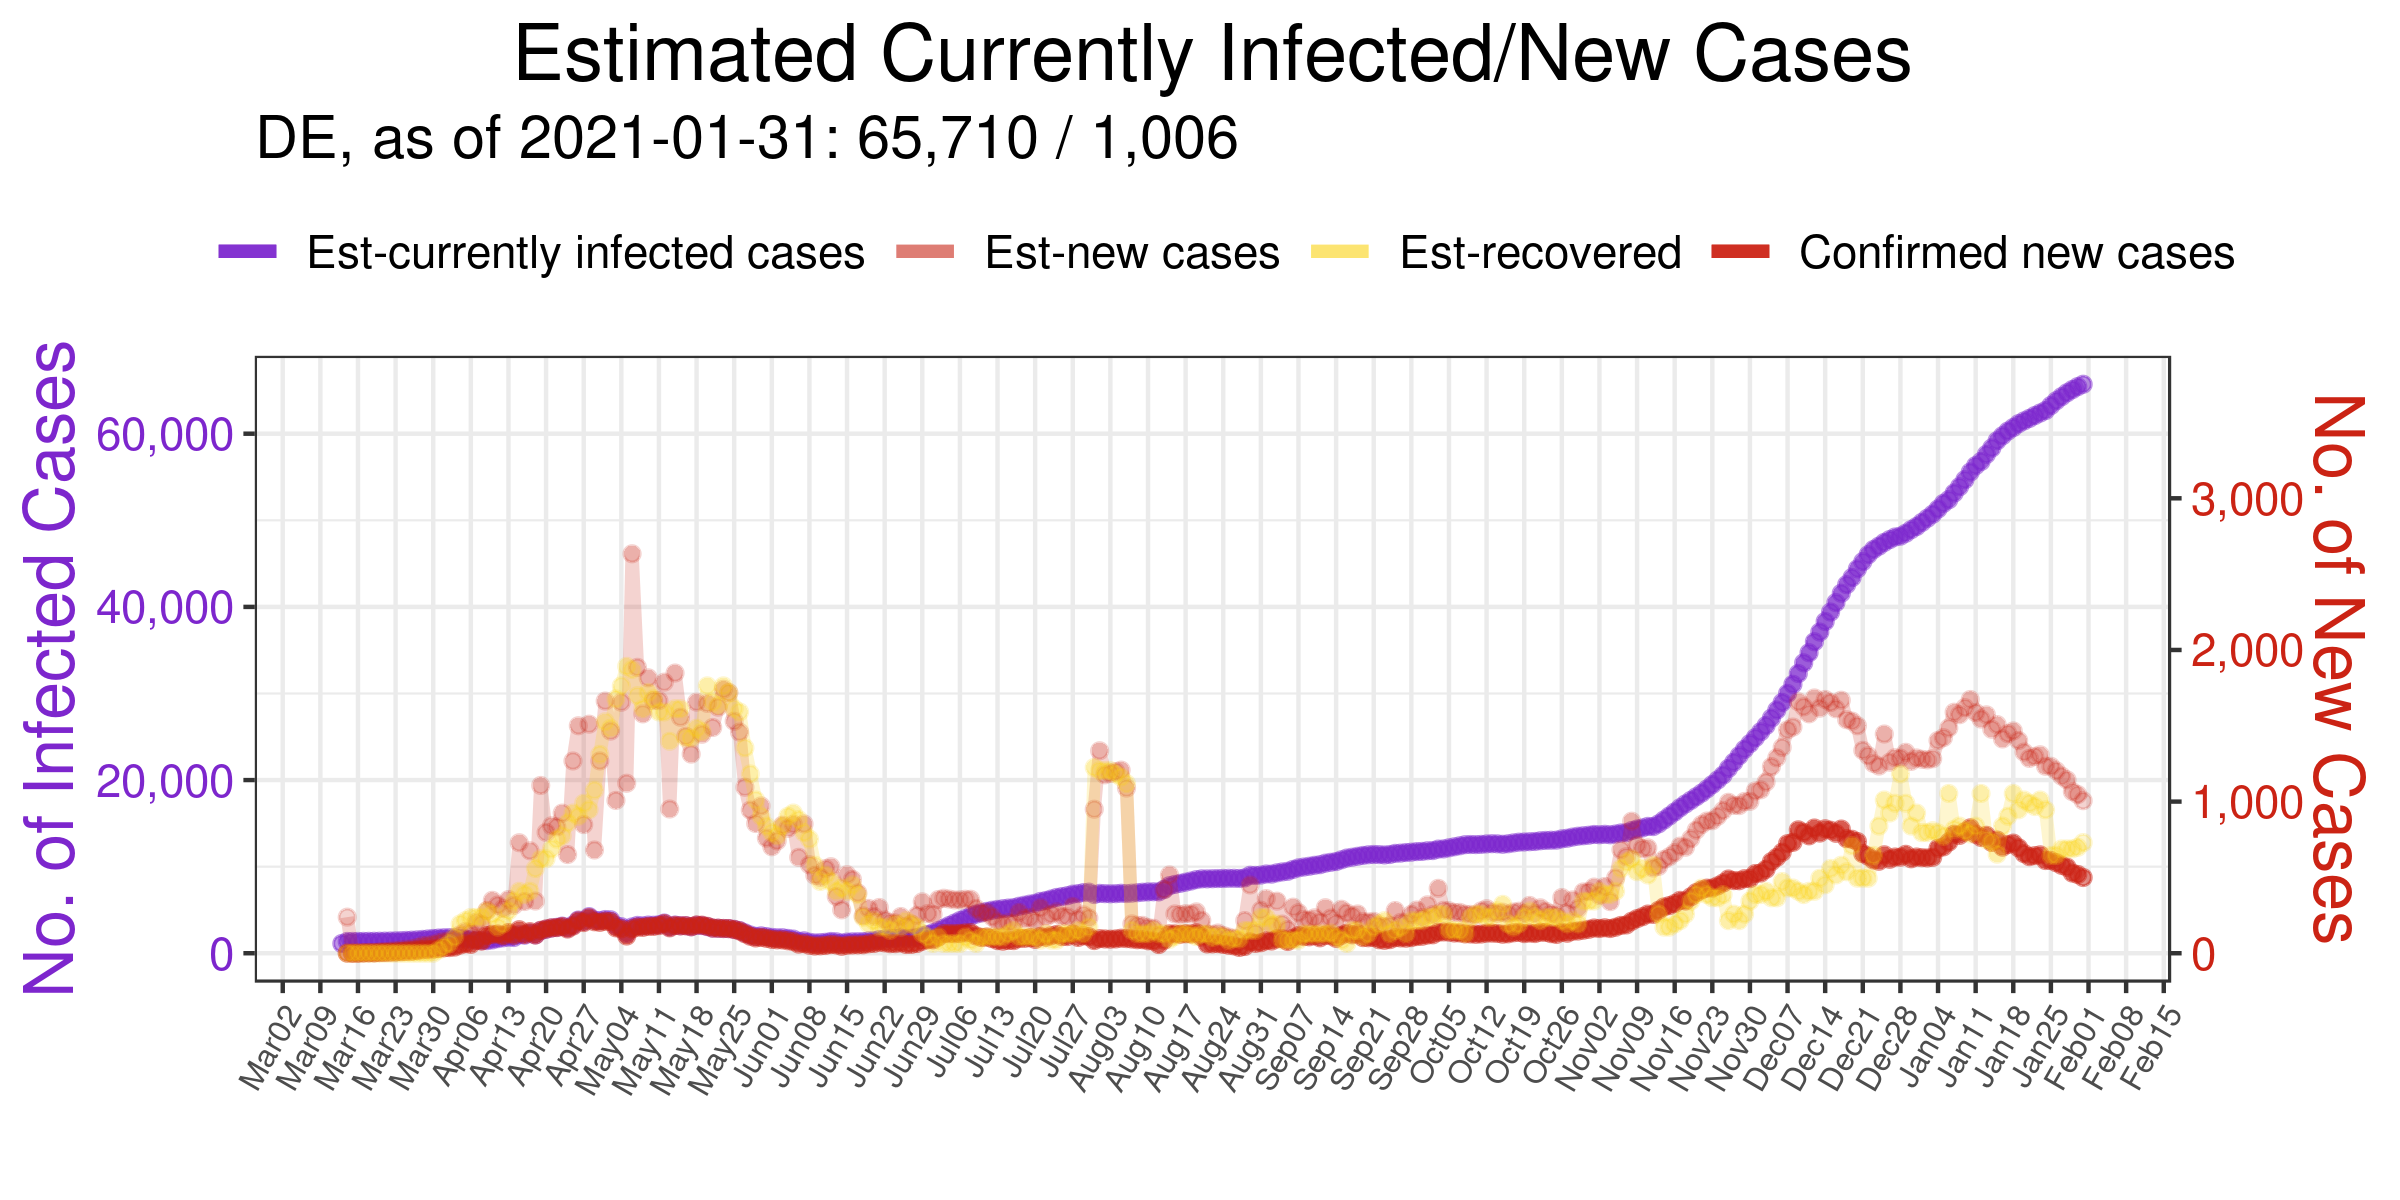 Estimated Currently Infected/New Cases
DE, as of 2021-01-31: 65,710 / 1,006
Est-currently infected cases
Est-new cases
Est-recovered
Confirmed new cases
No. of Infected Cases
60,000
40,000
20,000
0
3,000
2,000
1,000
0
No. of New Cases
Mar02
Mar09
Mar16
Mar23
Mar30
Apr06
Apr13
Apr20
Apr27
May04
May11
May18
May25
Jun01
Jun08
Jun15
Jun22
Jun29
Jul06
Jul13
Jul20
Jul27
Aug03
Aug10
Aug17
Aug24
Aug31
Sep07
Sep14
Sep21
Sep28
Oct05
Oct12
Oct19
Oct26
Nov02
Nov09
Nov16
Nov23
Nov30
Dec07
Dec14
Dec21
Dec28
Jan04
Jan11
Jan18
Jan25
Feb01
Feb08
Feb15